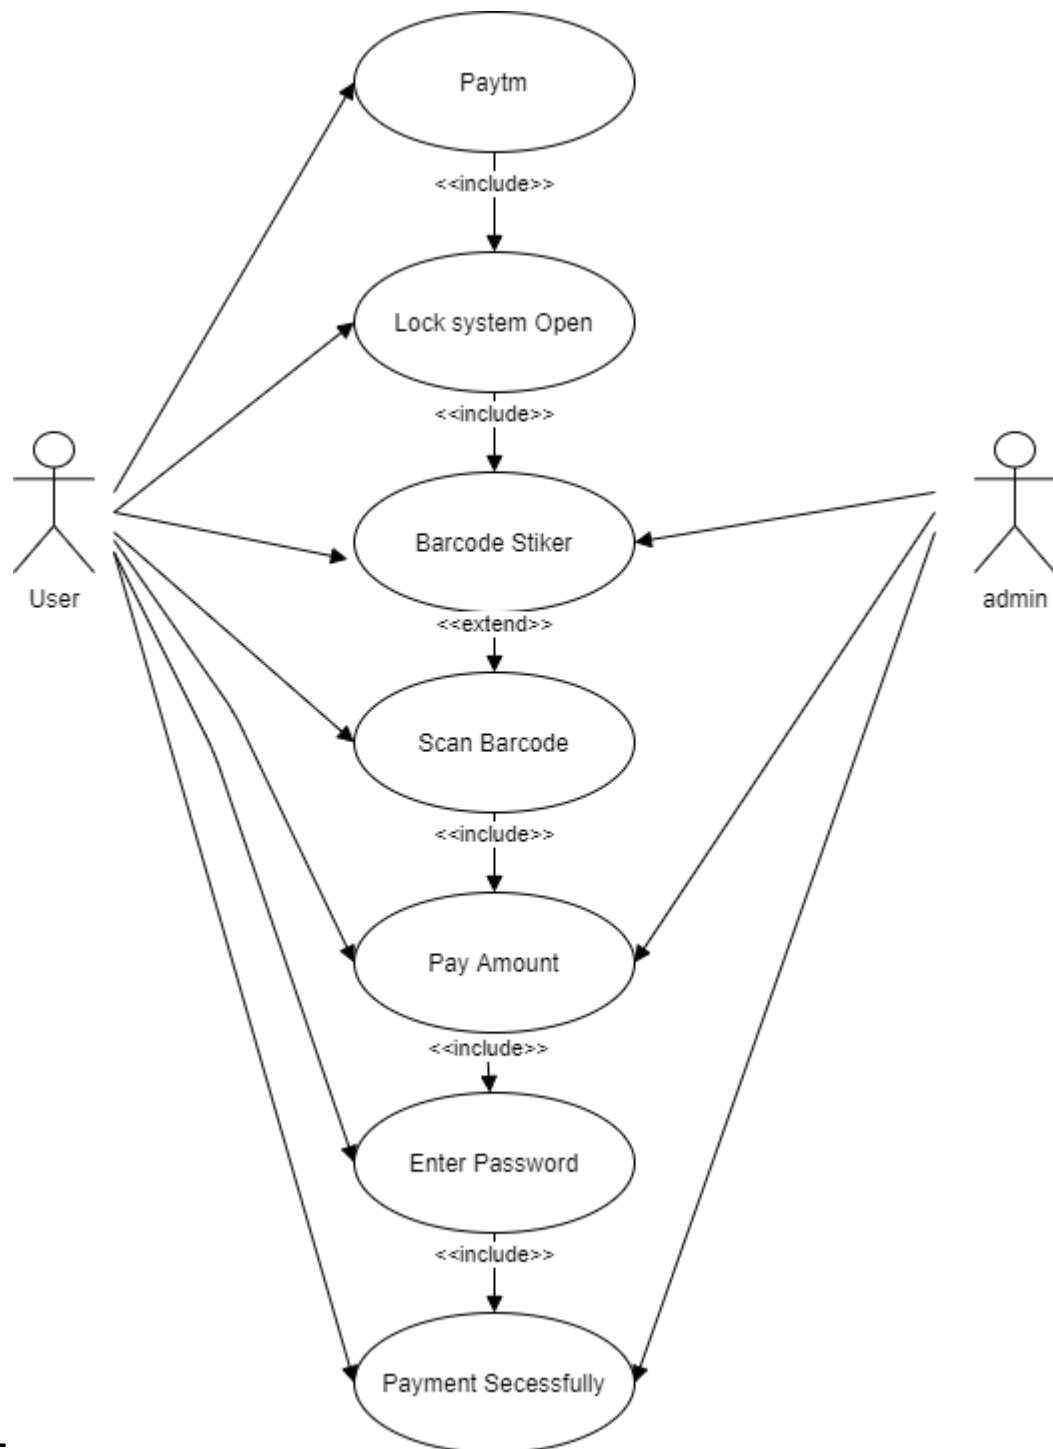 Paytm
<<include>>
Lock system Open
<<include>>
Barcode Stiker
User
admin
<<extend>>
Scan Barcode
<<include>>
Pay Amount
<<include>>
Enter Password
<<include>>
Payment Secessfully